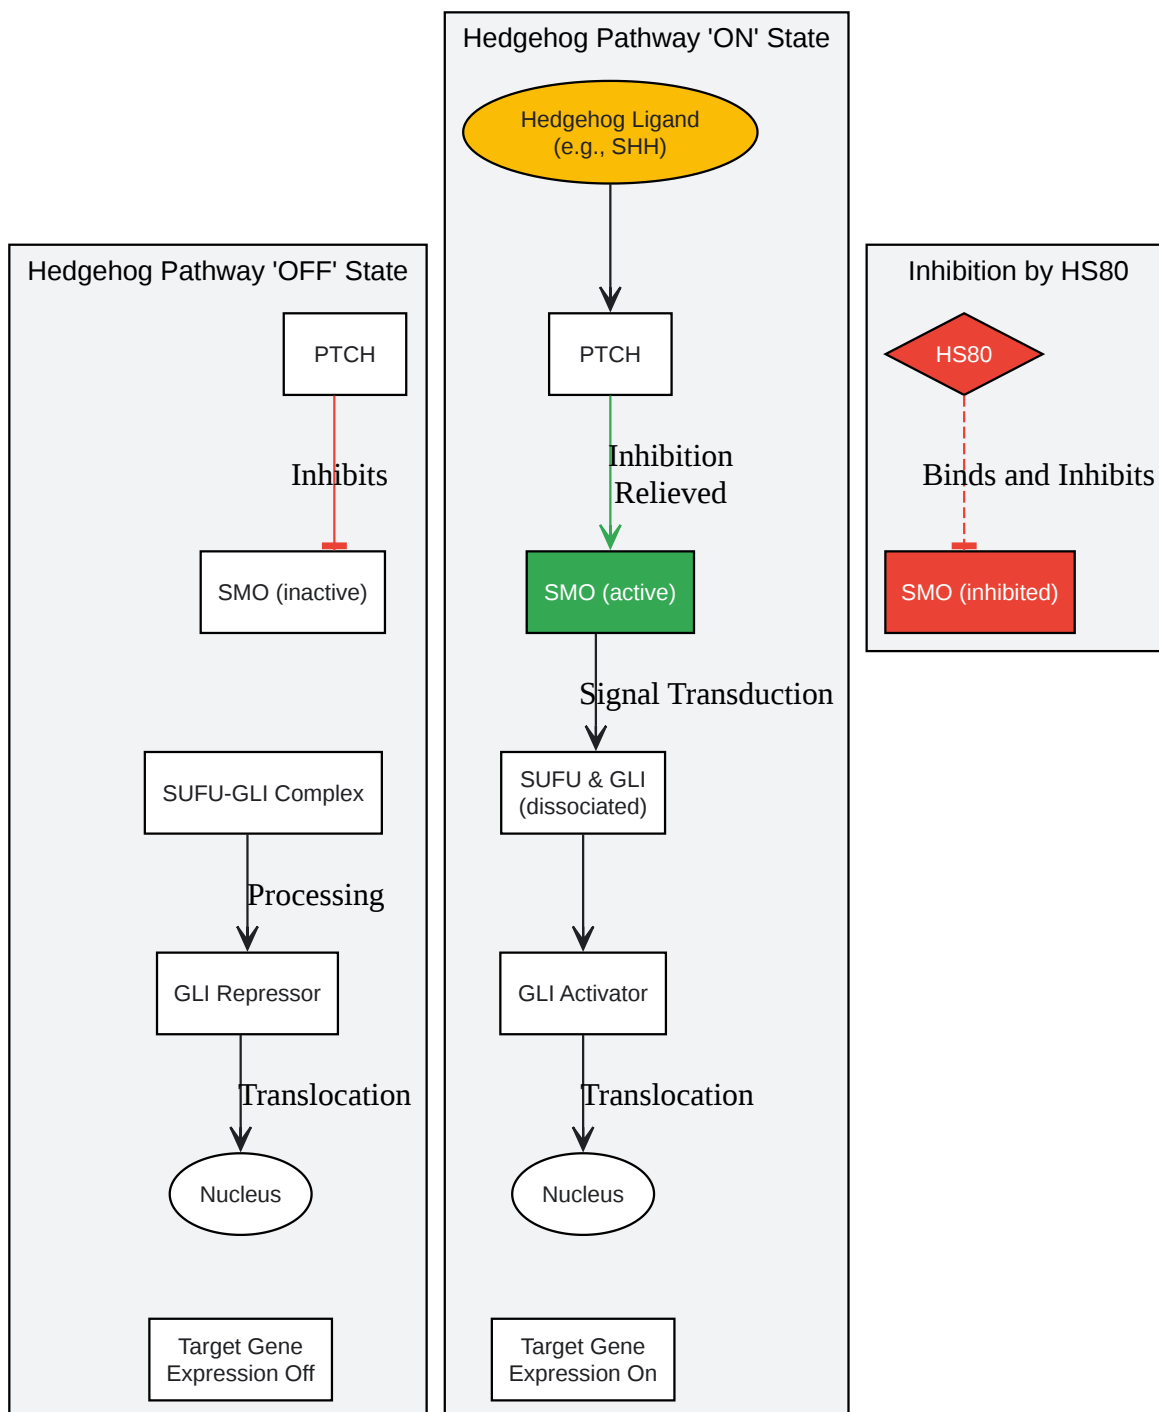 Hedgehog Pathway 'OFF' State
PTCH
Inhibits
SMO (inactive)
SUFU-GLI Complex
Processing
GLI Repressor
Translocation
Nucleus
Target Gene
Expression Off
Hedgehog Pathway 'ON' State
Hedgehog Ligand
(e.g., SHH)
PTCH
Inhibition
Relieved
SMO (active)
Signal Transduction
SUFU & GLI
(dissociated)
GLI Activator
Translocation
Nucleus
Target Gene
Expression On
Inhibition by HS80
HS80
Binds and Inhibits
SMO (inhibited)